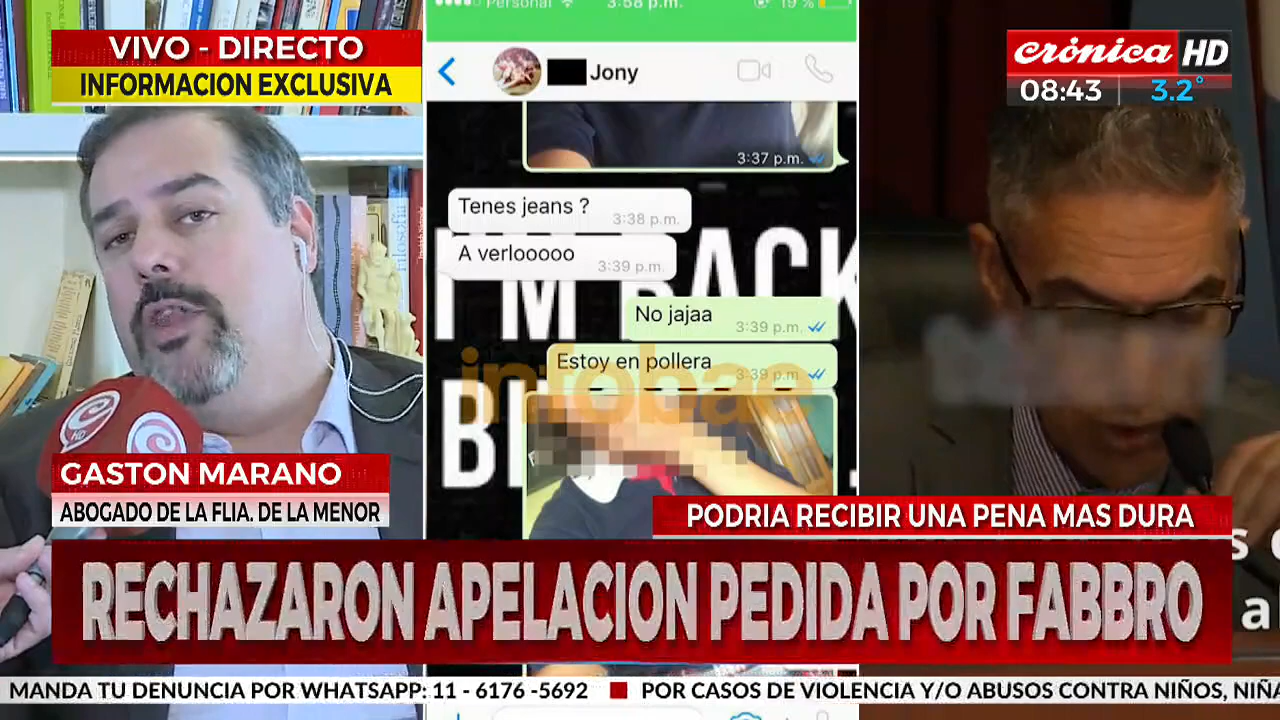 VIVO - DIRECTO
INFORMACION EXCLUSIVA
filosofía
GASTON MARANO
ABOGADO DE LA FLIA. DE LA MENOR
Personal
3:58 p.m.
19 %
Jony
3:37 p.m.
Tenes jeans ?
3:38 p.m.
A verlooooo
3:39 p.m.
I'M BACK
No jajaa
3:39 p.m.
Estoy en pollera
3:39 p.m.
infobae
crónica HD
08:43
3.2°
PODRIA RECIBIR UNA PENA MAS DURA
RECHAZARON APELACION PEDIDA POR FABBRO
MANDA TU DENUNCIA POR WHATSAPP: 11 - 6176 -5692
POR CASOS DE VIOLENCIA Y/O ABUSOS CONTRA NIÑOS, NIÑA